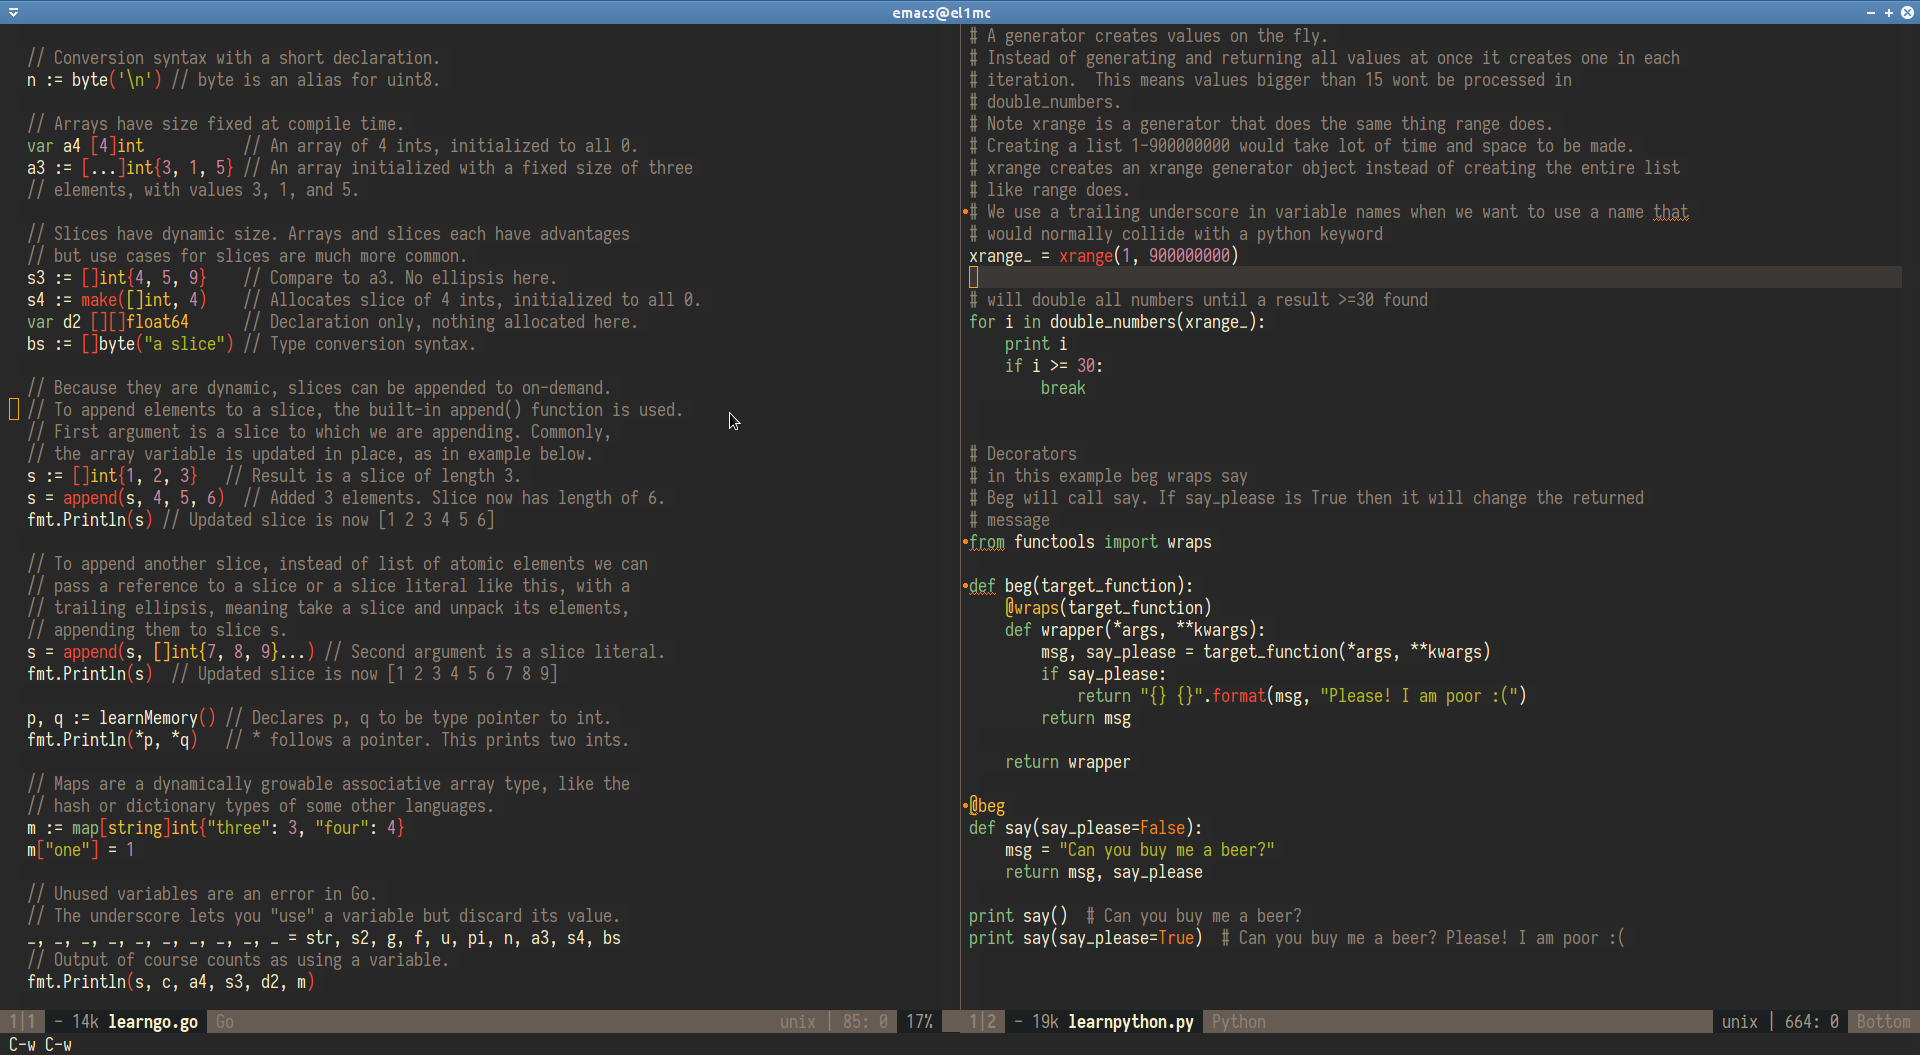 emacs@el1mc
// Conversion syntax with a short declaration.
n := byte('\n') // byte is an alias for uint8.

// Arrays have size fixed at compile time.
var a4 [4]int           // An array of 4 ints, initialized to all 0.
a3 := [...]int{3, 1, 5} // An array initialized with a fixed size of three
// elements, with values 3, 1, and 5.

// Slices have dynamic size. Arrays and slices each have advantages
// but use cases for slices are much more common.
s3 := []int{4, 5, 9}    // Compare to a3. No ellipsis here.
s4 := make([]int, 4)    // Allocates slice of 4 ints, initialized to all 0.
var d2 [][]float64      // Declaration only, nothing allocated here.
bs := []byte("a slice") // Type conversion syntax.

// Because they are dynamic, slices can be appended to on-demand.
// To append elements to a slice, the built-in append() function is used.
// First argument is a slice to which we are appending. Commonly,
// the array variable is updated in place, as in example below.
s := []int{1, 2, 3}   // Result is a slice of length 3.
s = append(s, 4, 5, 6)  // Added 3 elements. Slice now has length of 6.
fmt.Println(s) // Updated slice is now [1 2 3 4 5 6]

// To append another slice, instead of list of atomic elements we can
// pass a reference to a slice or a slice literal like this, with a
// trailing ellipsis, meaning take a slice and unpack its elements,
// appending them to slice s.
s = append(s, []int{7, 8, 9}...) // Second argument is a slice literal.
fmt.Println(s)  // Updated slice is now [1 2 3 4 5 6 7 8 9]

p, q := learnMemory() // Declares p, q to be type pointer to int.
fmt.Println(*p, *q)   // * follows a pointer. This prints two ints.

// Maps are a dynamically growable associative array type, like the
// hash or dictionary types of some other languages.
m := map[string]int{"three": 3, "four": 4}
m["one"] = 1

// Unused variables are an error in Go.
// The underscore lets you "use" a variable but discard its value.
_, _, _, _, _, _, _, _, _, _ = str, s2, g, f, u, pi, n, a3, s4, bs
// Output of course counts as using a variable.
fmt.Println(s, c, a4, s3, d2, m)
1|1 - 14k learngo.go Go unix | 85: 0 17%
# A generator creates values on the fly.
# Instead of generating and returning all values at once it creates one in each
# iteration.  This means values bigger than 15 wont be processed in
# double_numbers.
# Note xrange is a generator that does the same thing range does.
# Creating a list 1-900000000 would take lot of time and space to be made.
# xrange creates an xrange generator object instead of creating the entire list
# like range does.
# We use a trailing underscore in variable names when we want to use a name that
# would normally collide with a python keyword
xrange_ = xrange(1, 900000000)

# will double all numbers until a result >=30 found
for i in double_numbers(xrange_):
    print i
    if i >= 30:
        break

# Decorators
# in this example beg wraps say
# Beg will call say. If say_please is True then it will change the returned
# message
from functools import wraps

def beg(target_function):
    @wraps(target_function)
    def wrapper(*args, **kwargs):
        msg, say_please = target_function(*args, **kwargs)
        if say_please:
            return "{} {}".format(msg, "Please! I am poor :(")
        return msg

    return wrapper

@beg
def say(say_please=False):
    msg = "Can you buy me a beer?"
    return msg, say_please

print say()  # Can you buy me a beer?
print say(say_please=True)  # Can you buy me a beer? Please! I am poor :(
1|2 - 19k learnpython.py Python unix | 664: 0 Bottom
C-w C-w